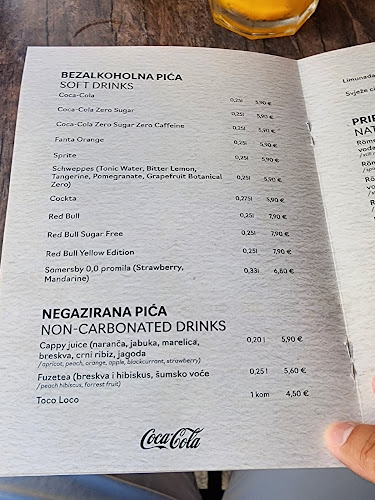 BEZALKOHOLNA PIĆA
SOFT DRINKS
Coca-Cola 0,25l 5,90 €
Coca-Cola Zero Sugar 0,25l 5,90 €
Coca-Cola Zero Sugar Zero Caffeine 0,25l 5,90 €
Fanta Orange 0,25l 5,90 €
Sprite 0,25l 5,90 €
Schweppes (Tonic Water, Bitter Lemon,
Tangerine, Pomegranate, Grapefruit Botanical 0,25l 5,90 €
Zero)
Cockta 0,275l 5,90 €
Red Bull 0,25l 7,90 €
Red Bull Sugar Free 0,25l 7,90 €
Red Bull Yellow Edition 0,25l 7,90 €
Somersby 0,0 promila (Strawberry, 0,33l 6,80 €
Mandarine)
NEGAZIRANA PIĆA
NON-CARBONATED DRINKS
Cappy juice (naranča, jabuka, marelica, 0,20 l 5,90 €
breskva, crni ribiz, jagoda
/apricot, peach, orange, apple, blackcurrant, strawberry)
Fuzetea (breskva i hibiskus, šumsko voće 0,25 l 5,60 €
/peach hibiscus, forrest fruit)
Toco Loco 1 kom 4,50 €
Coca-Cola
Limunada
Svježe